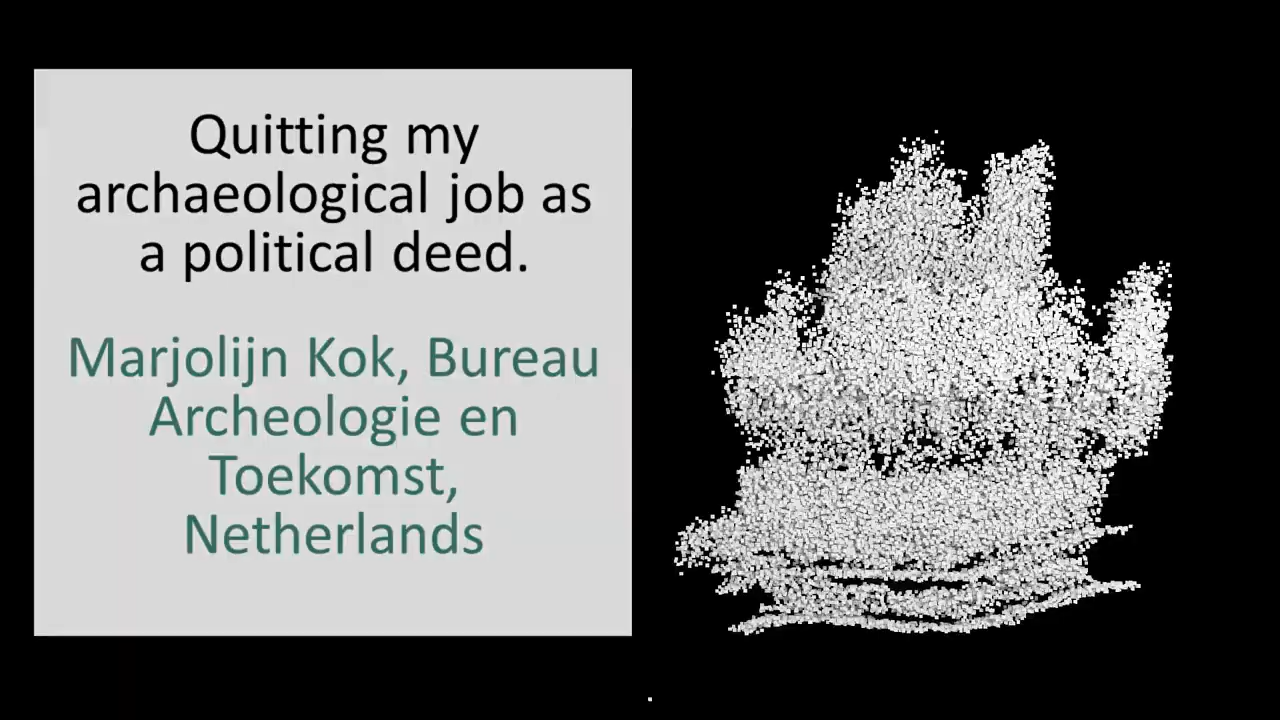 Quitting my
archaeological job as
a political deed.
Marjolijn Kok, Bureau
Archeologie en
Toekomst,
Netherlands